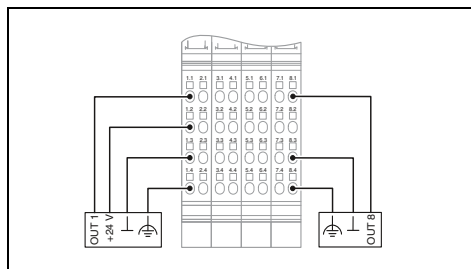 1.1 2.1 3.1 4.1 5.1 6.1 7.1 8.1
1.2 2.2 3.2 4.2 5.2 6.2 7.2 8.2
1.3 2.3 3.3 4.3 5.3 6.3 7.3 8.3
1.4 2.4 3.4 4.4 5.4 6.4 7.4 8.4
OUT 1
+24 V
OUT 8